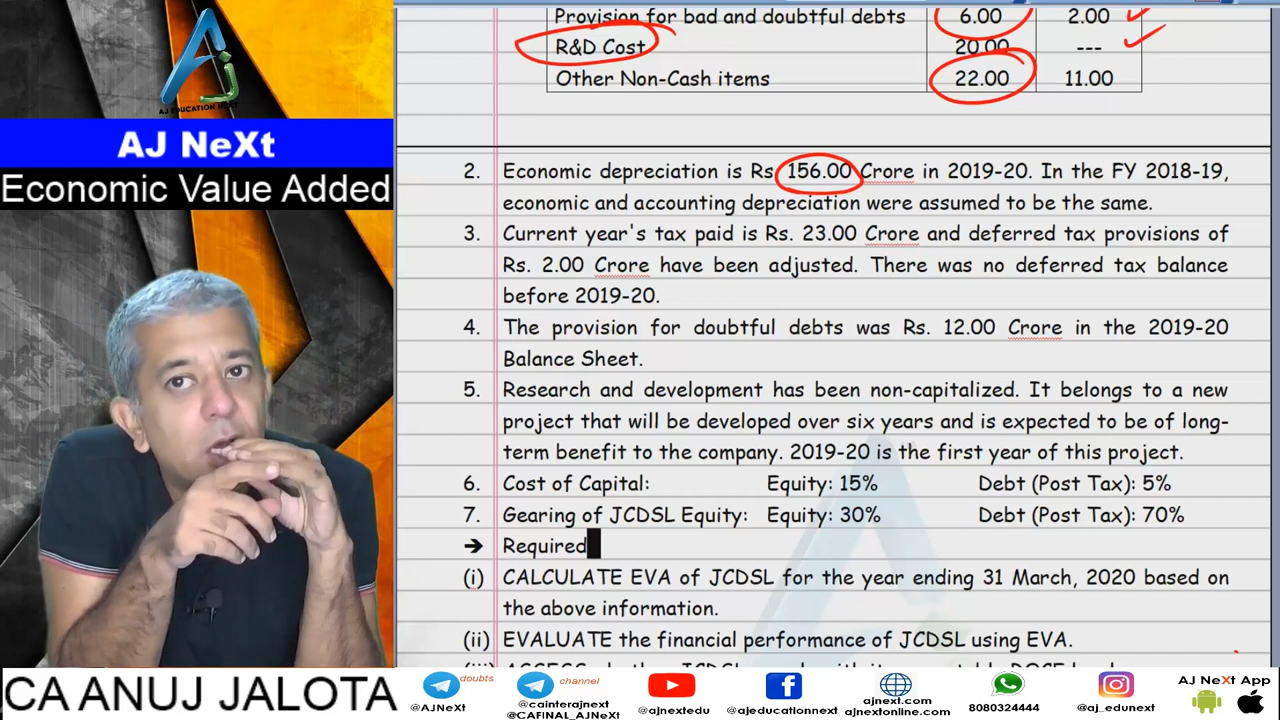 Provision for bad and doubtful debts 6.00 2.00
R&D Cost 20.00 ---
Other Non-Cash items 22.00 11.00
AJ EDUCATION NEXT
AJ NeXt
Economic Value Added
2. Economic depreciation is Rs 156.00 Crore in 2019-20. In the FY 2018-19,
economic and accounting depreciation were assumed to be the same.
3. Current year's tax paid is Rs. 23.00 Crore and deferred tax provisions of
Rs. 2.00 Crore have been adjusted. There was no deferred tax balance
before 2019-20.
4. The provision for doubtful debts was Rs. 12.00 Crore in the 2019-20
Balance Sheet.
5. Research and development has been non-capitalized. It belongs to a new
project that will be developed over six years and is expected to be of long-
term benefit to the company. 2019-20 is the first year of this project.
6. Cost of Capital: Equity: 15% Debt (Post Tax): 5%
7. Gearing of JCDSL Equity: Equity: 30% Debt (Post Tax): 70%
→ Required
(i) CALCULATE EVA of JCDSL for the year ending 31 March, 2020 based on
the above information.
(ii) EVALUATE the financial performance of JCDSL using EVA.
CA ANUJ JALOTA
doubts
@AJNeXt
channel
@cainterajnext
@CAFINAL_AJNeXt
@ajnextedu
@ajeducationnext
ajnext.com
ajnextonline.com
8080324444
@aj_edunext
AJ NeXt App